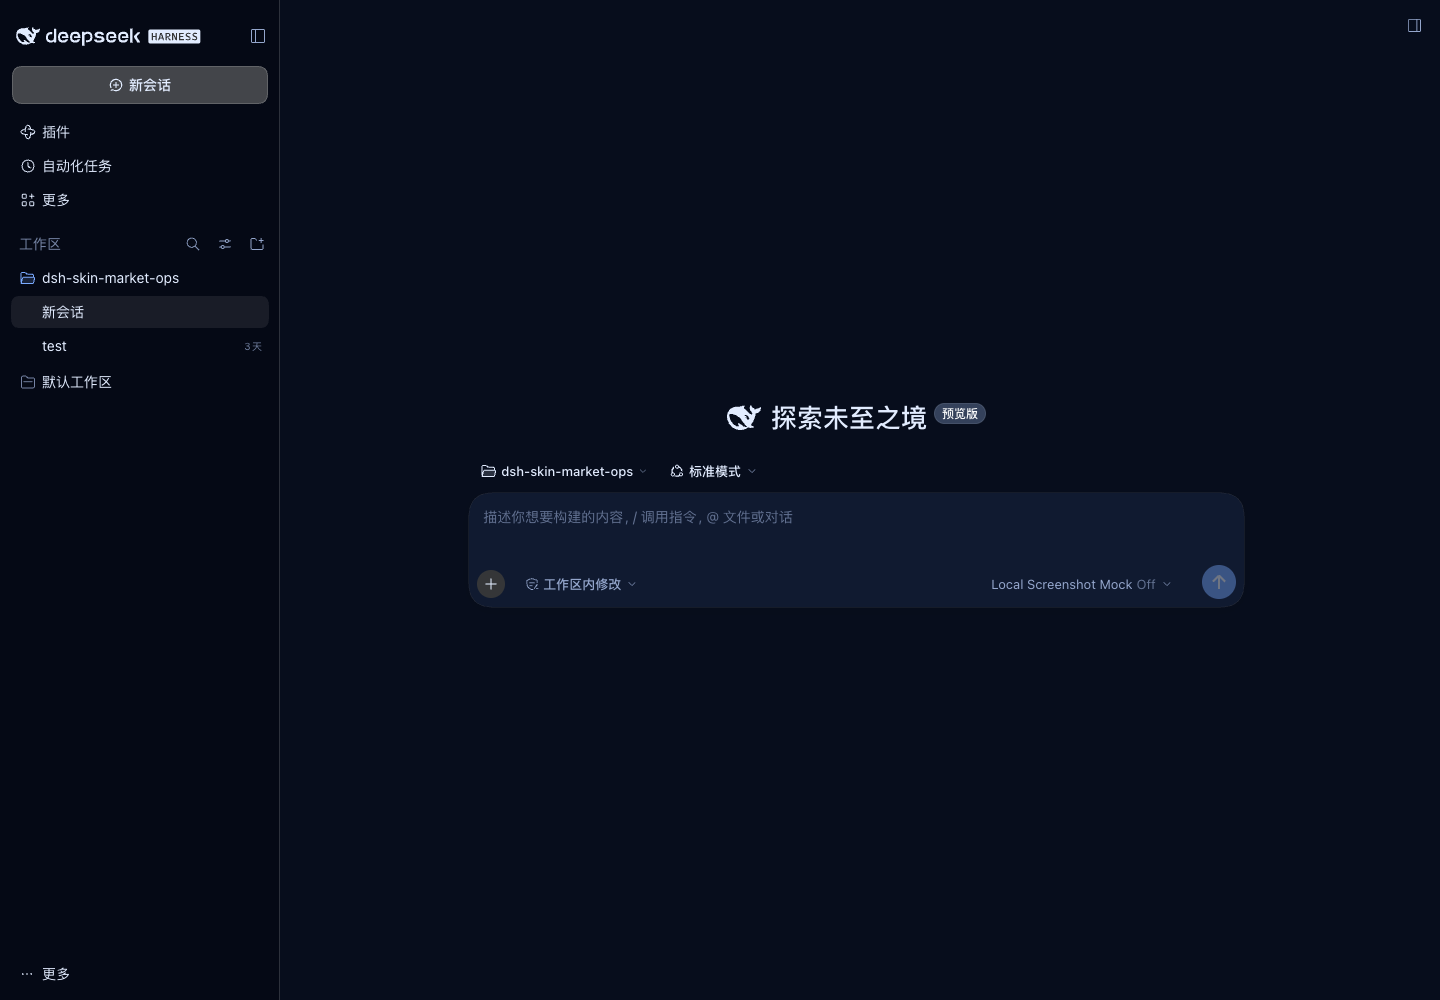 deepseek HARNESS
新会话
插件
自动化任务
更多
工作区
dsh-skin-market-ops
新会话
test 3 天
默认工作区
更多
探索未至之境 预览版
dsh-skin-market-ops 标准模式
描述你想要构建的内容, / 调用指令, @ 文件或对话
工作区内修改 Local Screenshot Mock Off